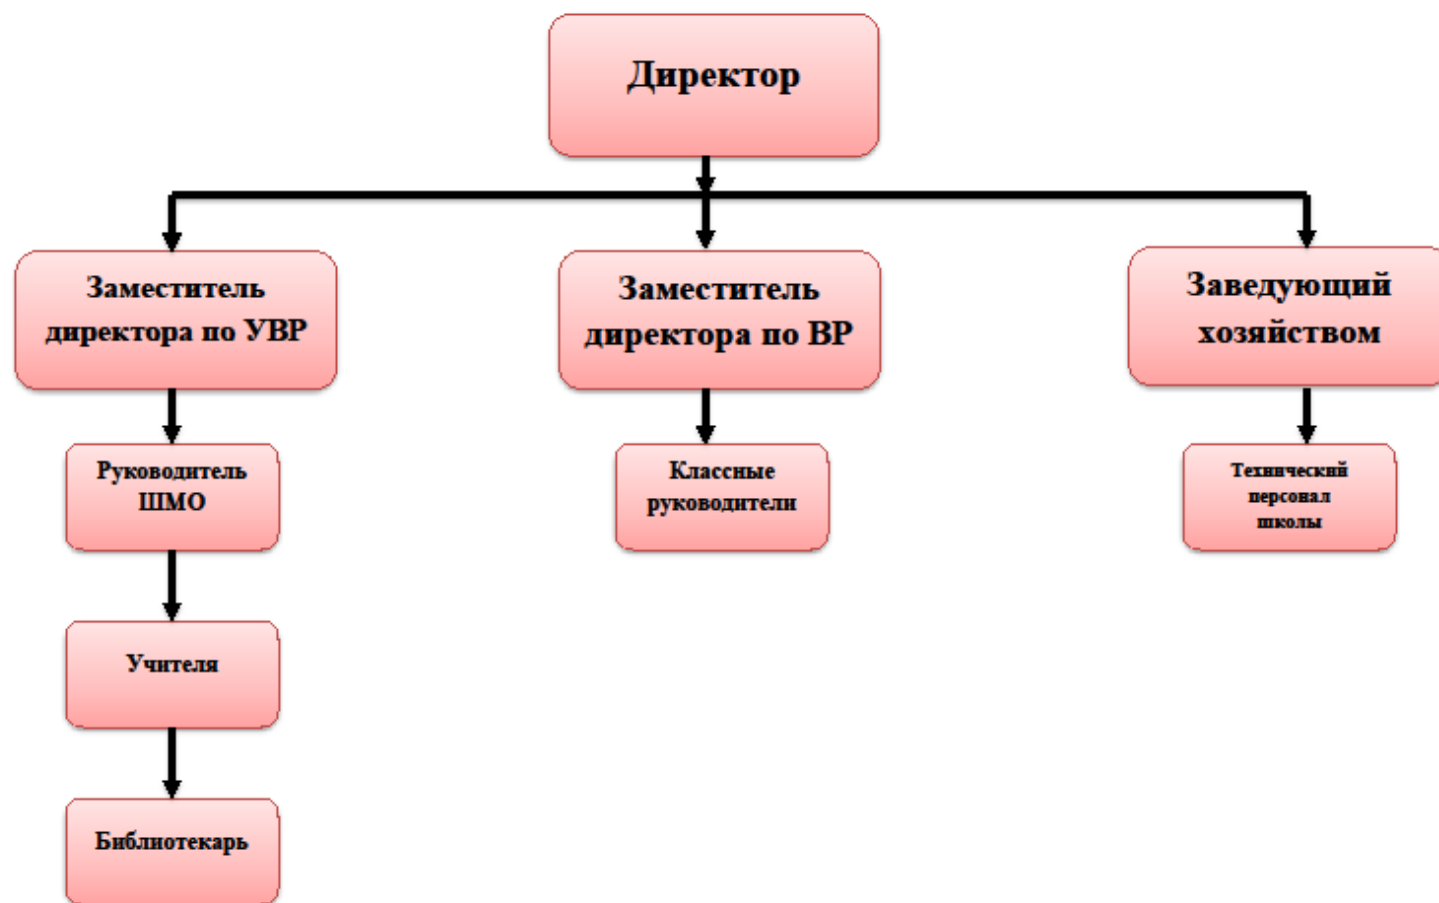 Директор
Заместитель
директора по УВР
Заместитель
директора по ВР
Заведующий
хозяйством
Руководитель
ШМО
Классные
руководители
Технический
персонал
школы
Учителя
Библиотекарь